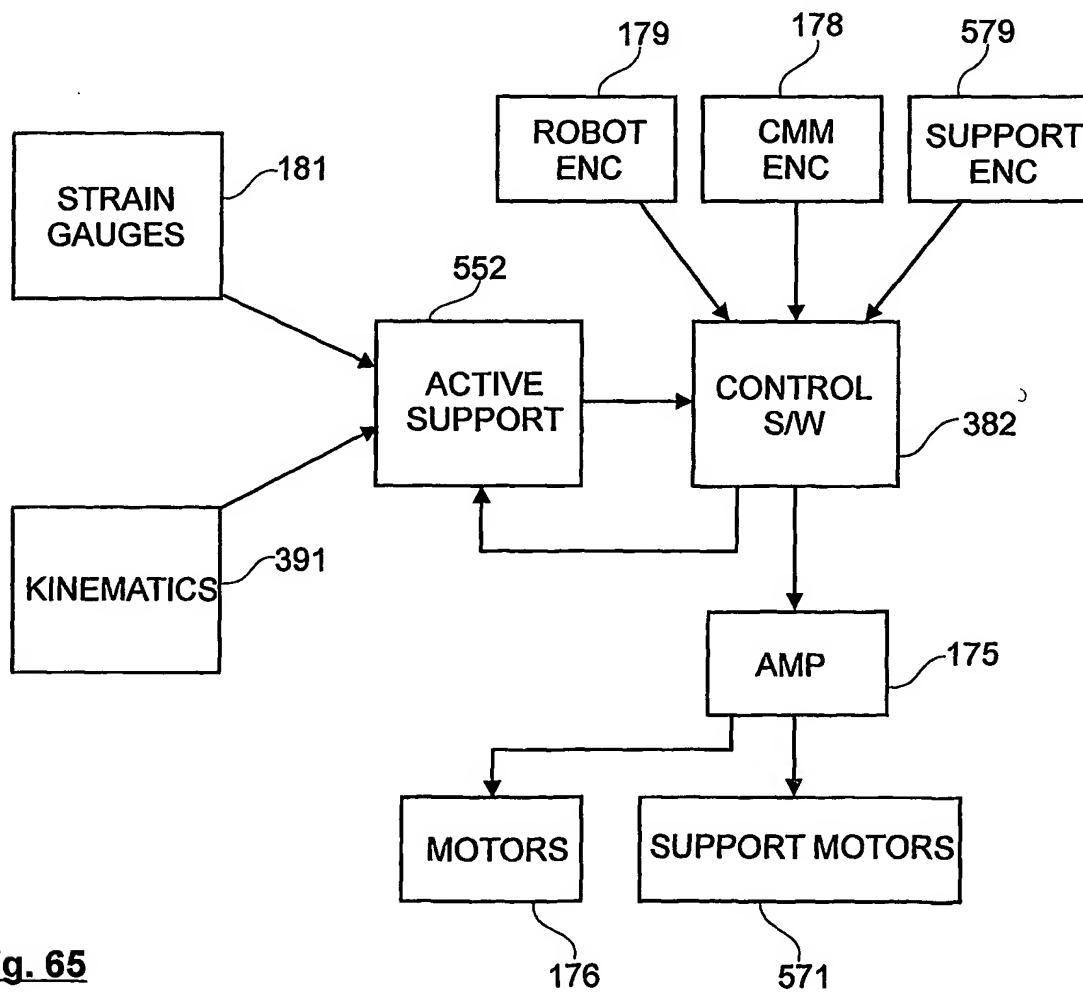 179
178
579
ROBOT
ENC
CMM
ENC
SUPPORT
ENC
STRAIN
GAUGES
181
552
ACTIVE
SUPPORT
CONTROL
S/W
382
KINEMATICS
391
AMP
175
MOTORS
SUPPORT MOTORS
176
571
g. 65